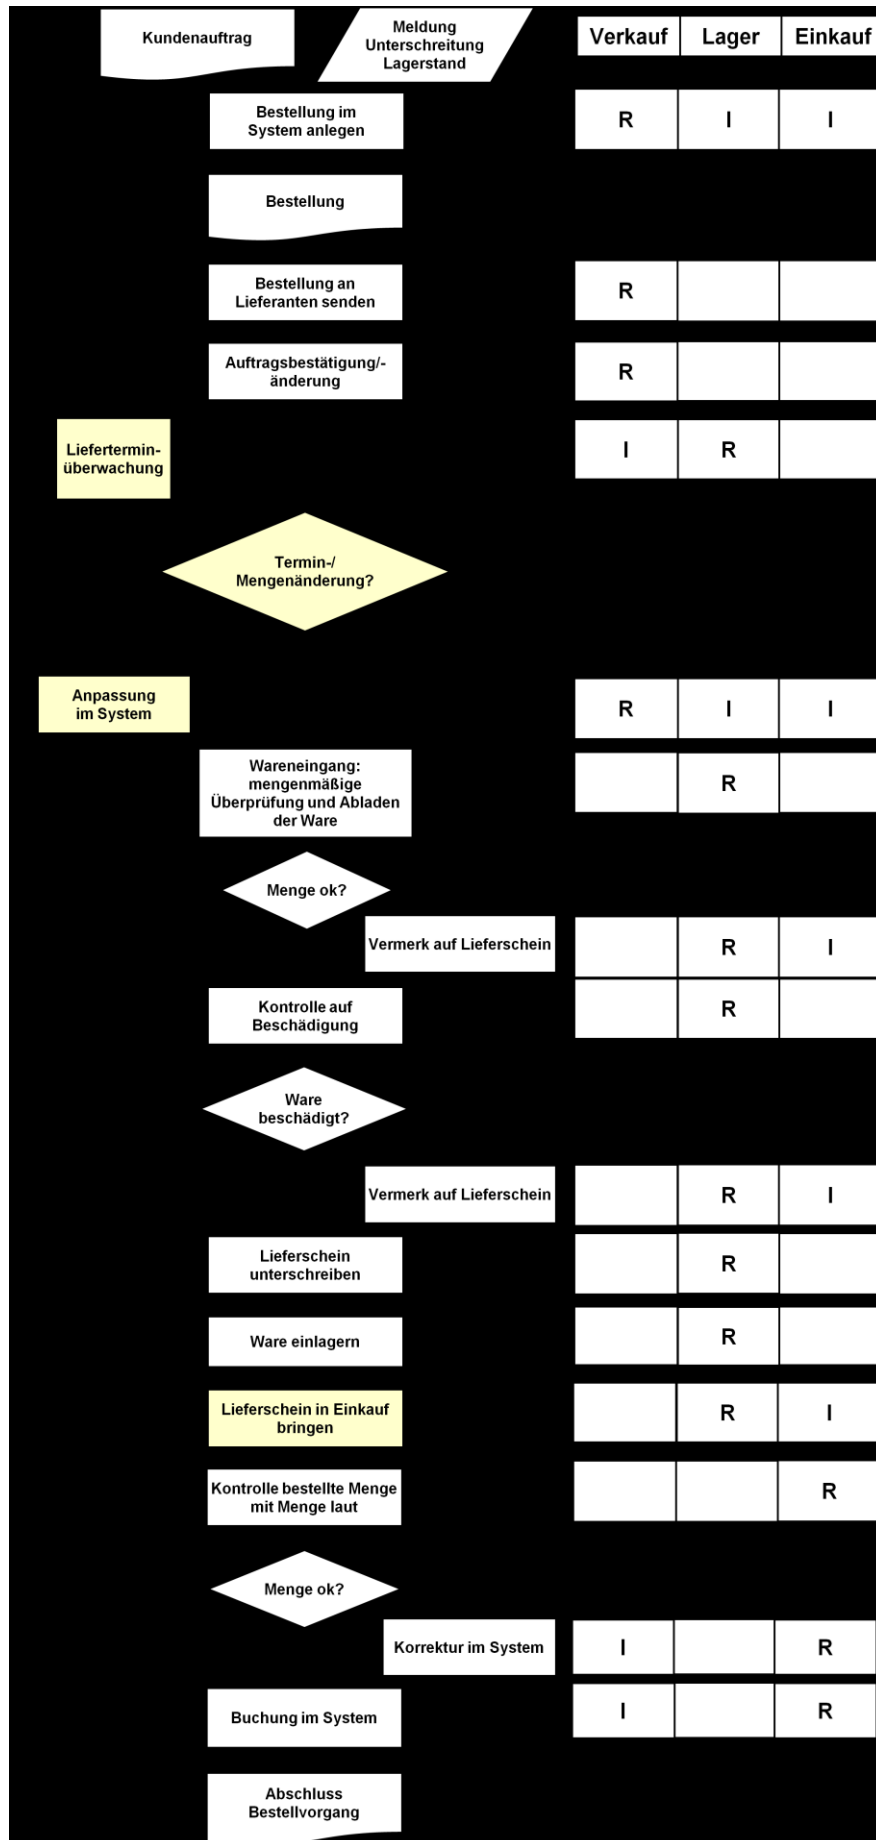 Kundenauftrag
Meldung
Unterschreitung
Lagerstand
Verkauf Lager Einkauf
Bestellung im
System anlegen
R I I
Bestellung
Bestellung an
Lieferanten senden
R
Auftragsbestätigung/-
änderung
R
Liefertermin-
überwachung
I R
Termin-/
Mengenänderung?
Anpassung
im System
R I I
Wareneingang:
mengenmäßige
Überprüfung und Abladen
der Ware
R
Menge ok?
Vermerk auf Lieferschein
R I
Kontrolle auf
Beschädigung
R
Ware
beschädigt?
Vermerk auf Lieferschein
R I
Lieferschein
unterschreiben
R
Ware einlagern
R
Lieferschein in Einkauf
bringen
R I
Kontrolle bestellte Menge
mit Menge laut
R
Menge ok?
Korrektur im System
I R
Buchung im System
I R
Abschluss
Bestellvorgang